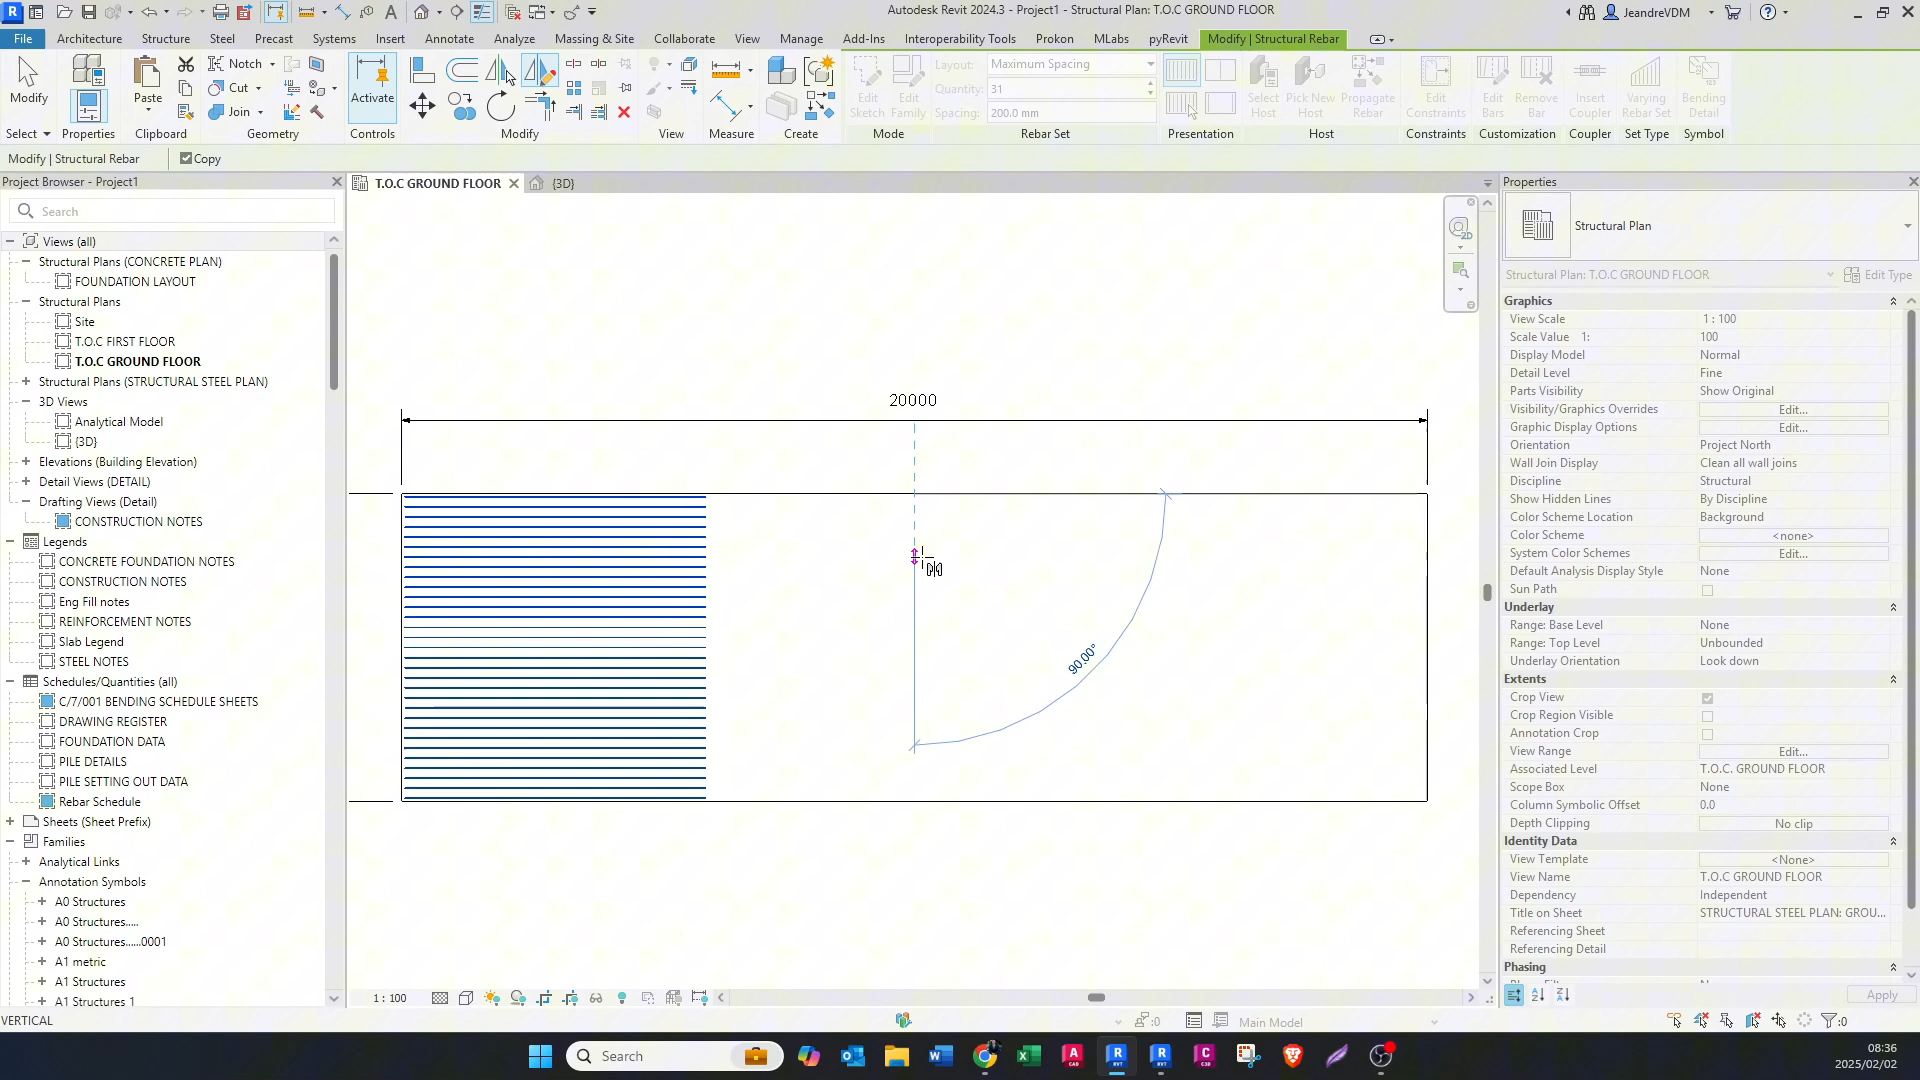 Autodesk Revit 2024.3 - Project1 - Structural Plan: T.O.C GROUND FLOOR
JeandreVDM
File
Architecture
Structure
Steel
Precast
Systems
Insert
Annotate
Analyze
Massing & Site
Collaborate
View
Manage
Add-Ins
Interoperability Tools
Prokon
MLabs
pyRevit
Modify | Structural Rebar
Modify
Paste
Notch
Cut
Join
Activate
Edit Sketch
Edit Family
Layout:
Maximum Spacing
Quantity:
31
Spacing:
200.0 mm
Select Host
Pick New Host
Propagate Rebar
Edit Constraints
Edit Bars
Remove Bar
Insert Coupler
Varying Rebar Set
Bending Detail
Select
Properties
Clipboard
Geometry
Controls
Modify
View
Measure
Create
Mode
Rebar Set
Presentation
Host
Constraints
Customization
Coupler
Set Type
Symbol
Modify | Structural Rebar
Copy
Project Browser - Project1
Search
Views (all)
Structural Plans (CONCRETE PLAN)
FOUNDATION LAYOUT
Structural Plans
Site
T.O.C FIRST FLOOR
T.O.C GROUND FLOOR
Structural Plans (STRUCTURAL STEEL PLAN)
3D Views
Analytical Model
{3D}
Elevations (Building Elevation)
Detail Views (DETAIL)
Drafting Views (Detail)
CONSTRUCTION NOTES
Legends
CONCRETE FOUNDATION NOTES
CONSTRUCTION NOTES
Eng Fill notes
REINFORCEMENT NOTES
Slab Legend
STEEL NOTES
Schedules/Quantities (all)
C/7/001 BENDING SCHEDULE SHEETS
DRAWING REGISTER
FOUNDATION DATA
PILE DETAILS
PILE SETTING OUT DATA
Rebar Schedule
Sheets (Sheet Prefix)
Families
Analytical Links
Annotation Symbols
A0 Structures
A0 Structures.....
A0 Structures......0001
A1 metric
A1 Structures
A1 Structures 1
T.O.C GROUND FLOOR
{3D}
20000
90.00°
2D
1 : 100
Properties
Structural Plan
Structural Plan: T.O.C GROUND FLOOR
Edit Type
Graphics
View Scale
1 : 100
Scale Value 1:
100
Display Model
Normal
Detail Level
Fine
Parts Visibility
Show Original
Visibility/Graphics Overrides
Edit...
Graphic Display Options
Edit...
Orientation
Project North
Wall Join Display
Clean all wall joins
Discipline
Structural
Show Hidden Lines
By Discipline
Color Scheme Location
Background
Color Scheme
<none>
System Color Schemes
Edit...
Default Analysis Display Style
None
Sun Path
Underlay
Range: Base Level
None
Range: Top Level
Unbounded
Underlay Orientation
Look down
Extents
Crop View
Crop Region Visible
Annotation Crop
View Range
Edit...
Associated Level
T.O.C. GROUND FLOOR
Scope Box
None
Column Symbolic Offset
0.0
Depth Clipping
No clip
Identity Data
View Template
<None>
View Name
T.O.C GROUND FLOOR
Dependency
Independent
Title on Sheet
STRUCTURAL STEEL PLAN: GROU...
Referencing Sheet
Referencing Detail
Phasing
Apply
VERTICAL
:0
Main Model
:0
Search
08:36
2025/02/02